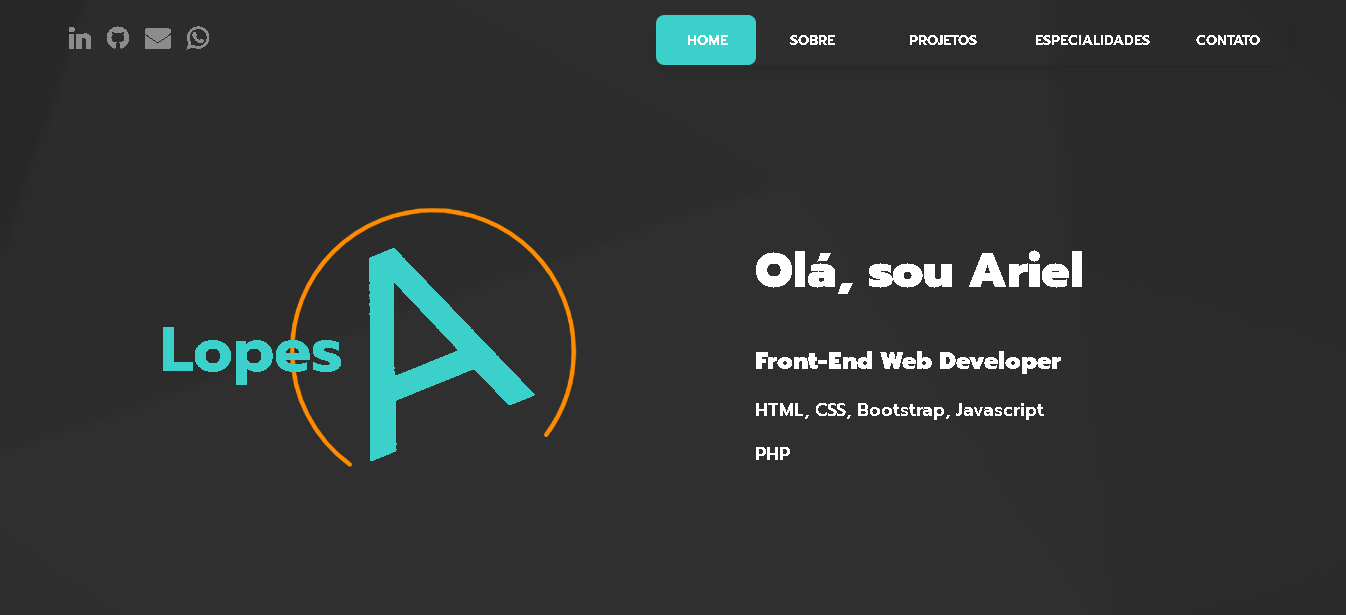 HOME SOBRE PROJETOS ESPECIALIDADES CONTATO
Lopes A
Olá, sou Ariel
Front-End Web Developer
HTML, CSS, Bootstrap, Javascript
PHP